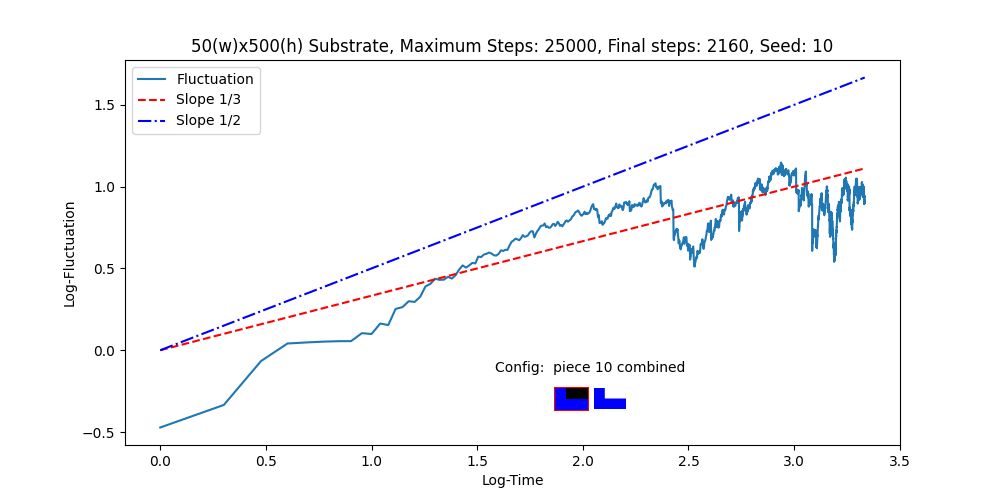 50(w)x500(h) Substrate, Maximum Steps: 25000, Final steps: 2160, Seed: 10
Fluctuation
Slope 1/3
Slope 1/2
1.5
1.0
0.5
0.0
−0.5
Log-Fluctuation
Config:  piece 10 combined
0.0 0.5 1.0 1.5 2.0 2.5 3.0 3.5
Log-Time